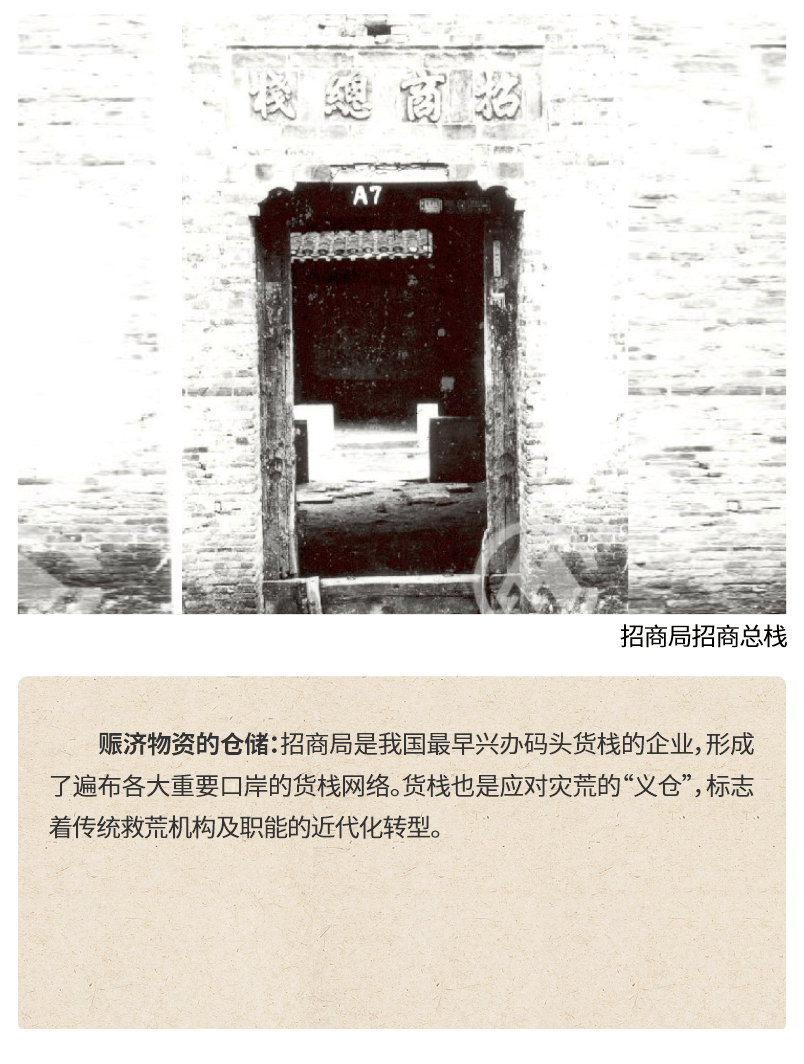 栈總商招
A7
招商局招商总栈
赈济物资的仓储：招商局是我国最早兴办码头货栈的企业，形成
了遍布各大重要口岸的货栈网络。货栈也是应对灾荒的“义仓”，标志
着传统救荒机构及职能的近代化转型。